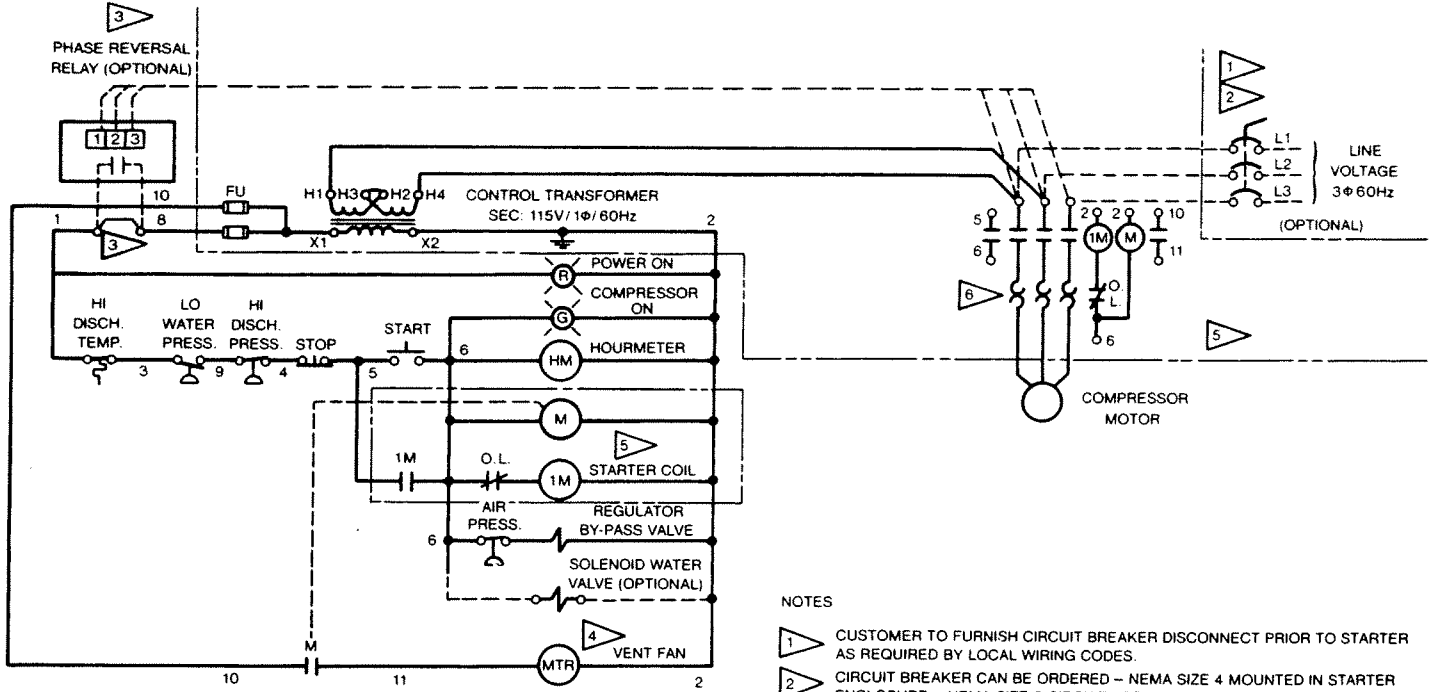 3
PHASE REVERSAL
RELAY (OPTIONAL)
1 2 3
10
FU
H1 H3 H2 H4
CONTROL TRANSFORMER
SEC: 115V/1Φ/60Hz
1
8
3
X1
X2
2
1
2
L1
L2
L3
LINE
VOLTAGE
3Φ60Hz
(OPTIONAL)
5
6
2
2
10
1M
M
11
O.
L.
6
6
5
COMPRESSOR
MOTOR
R
POWER ON
COMPRESSOR
ON
G
HI
DISCH.
TEMP.
LO
WATER
PRESS.
HI
DISCH.
PRESS.
STOP
START
6
HM
HOURMETER
3
9
4
5
M
5
1M
O.L.
1M
STARTER COIL
AIR
PRESS.
REGULATOR
BY-PASS VALVE
6
SOLENOID WATER
VALVE (OPTIONAL)
M
4
MTR
VENT FAN
10
11
2
NOTES
1 CUSTOMER TO FURNISH CIRCUIT BREAKER DISCONNECT PRIOR TO STARTER
AS REQUIRED BY LOCAL WIRING CODES.
2 CIRCUIT BREAKER CAN BE ORDERED – NEMA SIZE 4 MOUNTED IN STARTER